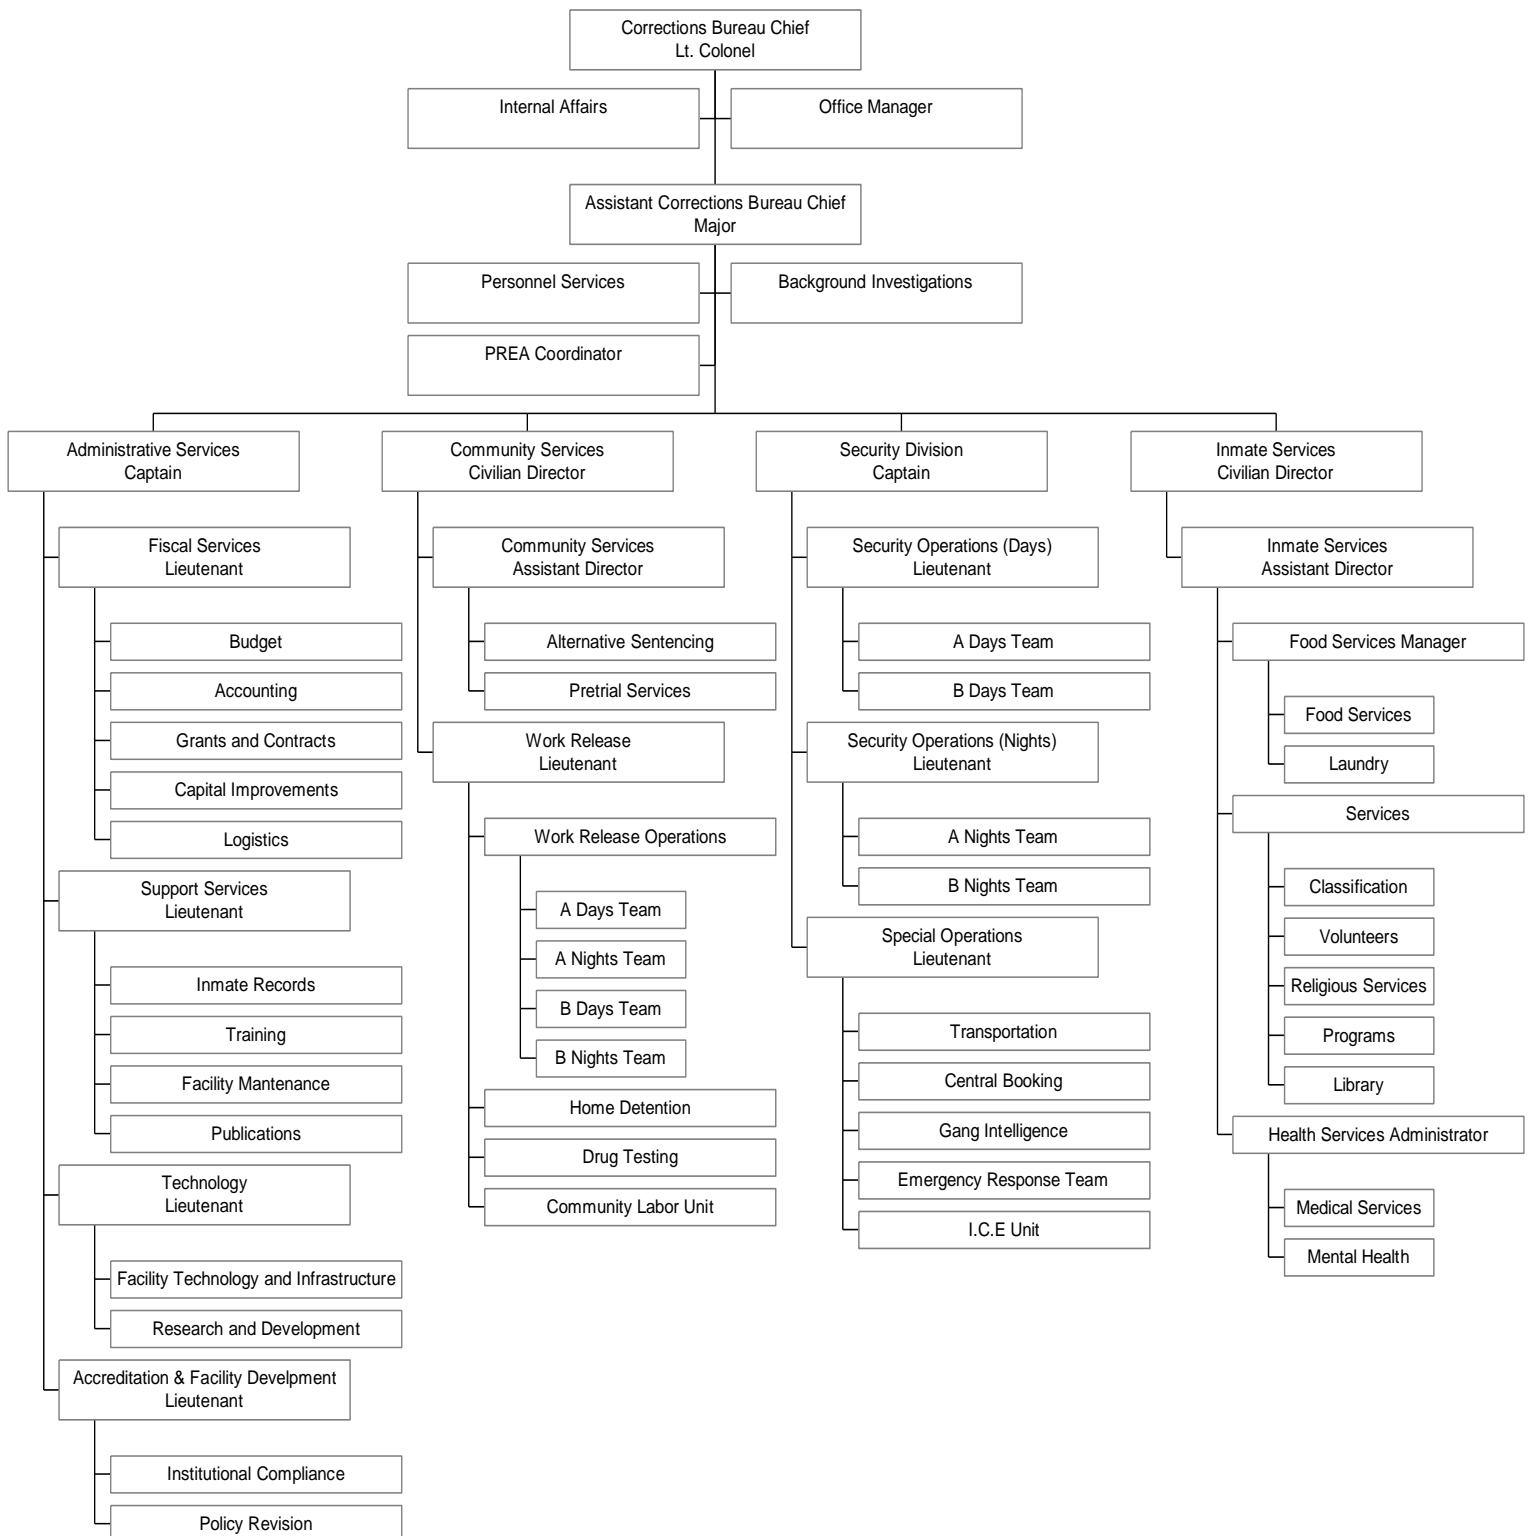 Corrections Bureau Chief
Lt. Colonel
Internal Affairs
Office Manager
Assistant Corrections Bureau Chief
Major
Personnel Services
Background Investigations
PREA Coordinator
Administrative Services
Captain
Fiscal Services
Lieutenant
Budget
Accounting
Grants and Contracts
Capital Improvements
Logistics
Support Services
Lieutenant
Inmate Records
Training
Facility Mantenance
Publications
Technology
Lieutenant
Facility Technology and Infrastructure
Research and Development
Accreditation & Facility Develpment
Lieutenant
Institutional Compliance
Policy Revision
Community Services
Civilian Director
Community Services
Assistant Director
Alternative Sentencing
Pretrial Services
Work Release
Lieutenant
Work Release Operations
A Days Team
A Nights Team
B Days Team
B Nights Team
Home Detention
Drug Testing
Community Labor Unit
Security Division
Captain
Security Operations (Days)
Lieutenant
A Days Team
B Days Team
Security Operations (Nights)
Lieutenant
A Nights Team
B Nights Team
Special Operations
Lieutenant
Transportation
Central Booking
Gang Intelligence
Emergency Response Team
I.C.E Unit
Inmate Services
Civilian Director
Inmate Services
Assistant Director
Food Services Manager
Food Services
Laundry
Services
Classification
Volunteers
Religious Services
Programs
Library
Health Services Administrator
Medical Services
Mental Health